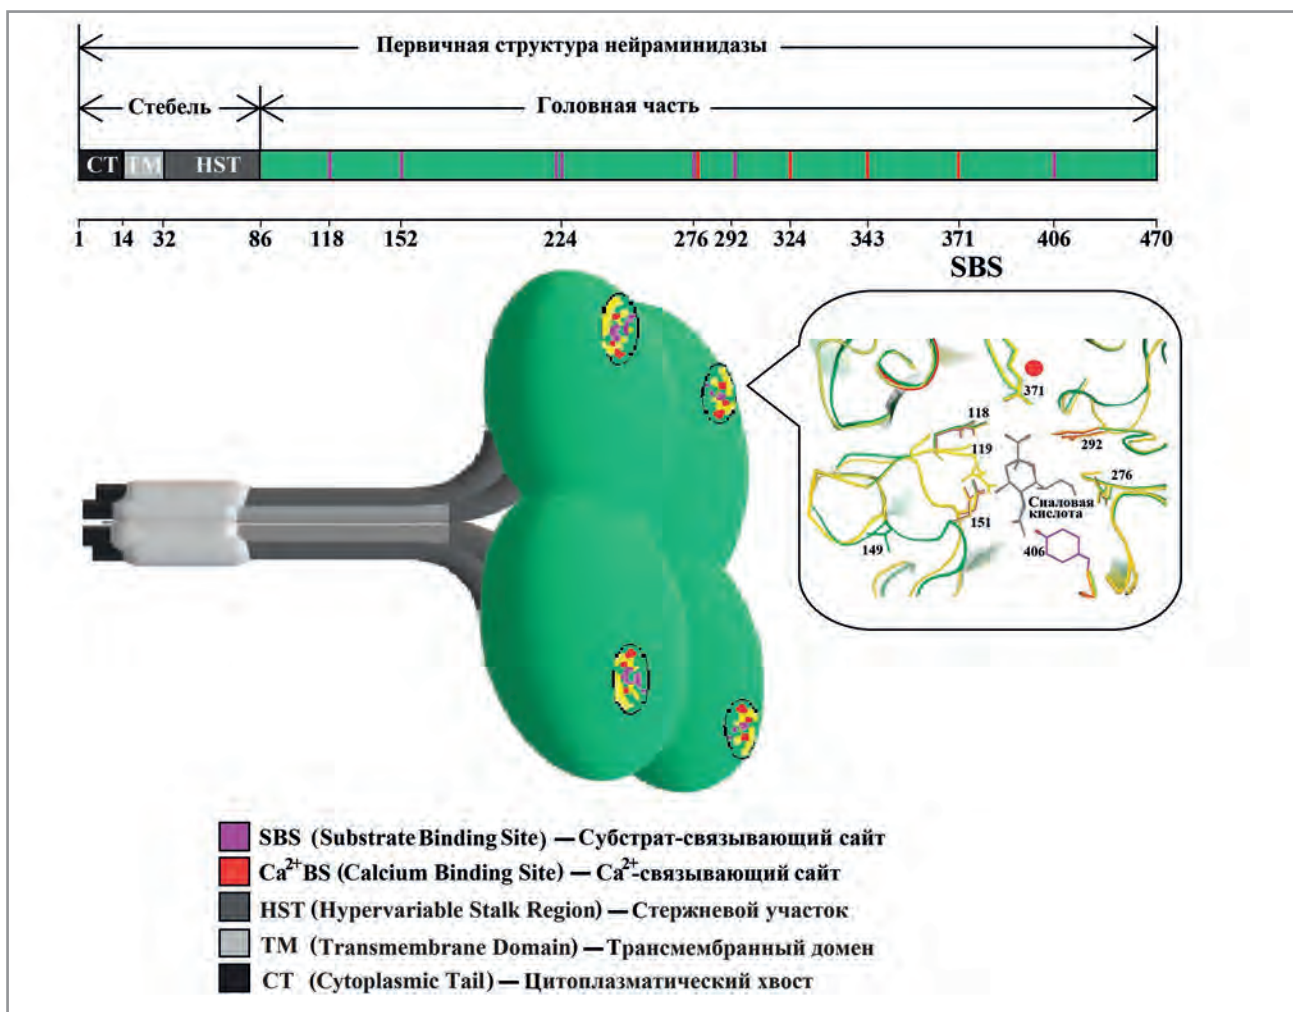 Первичная структура нейраминидазы
Стебель
Головная часть
CT TM HST
1 14 32 86 118 152 224 276 292 324 343 371 406 470
SBS
371
118
292
119
276
Сиаловая
кислота
151
149
406
SBS (Substrate Binding Site) — Субстрат-связывающий сайт
Ca²⁺BS (Calcium Binding Site) — Ca²⁺-связывающий сайт
HST (Hypervariable Stalk Region) — Стержневой участок
TM (Transmembrane Domain) — Трансмембранный домен
CT (Cytoplasmic Tail) — Цитоплазматический хвост